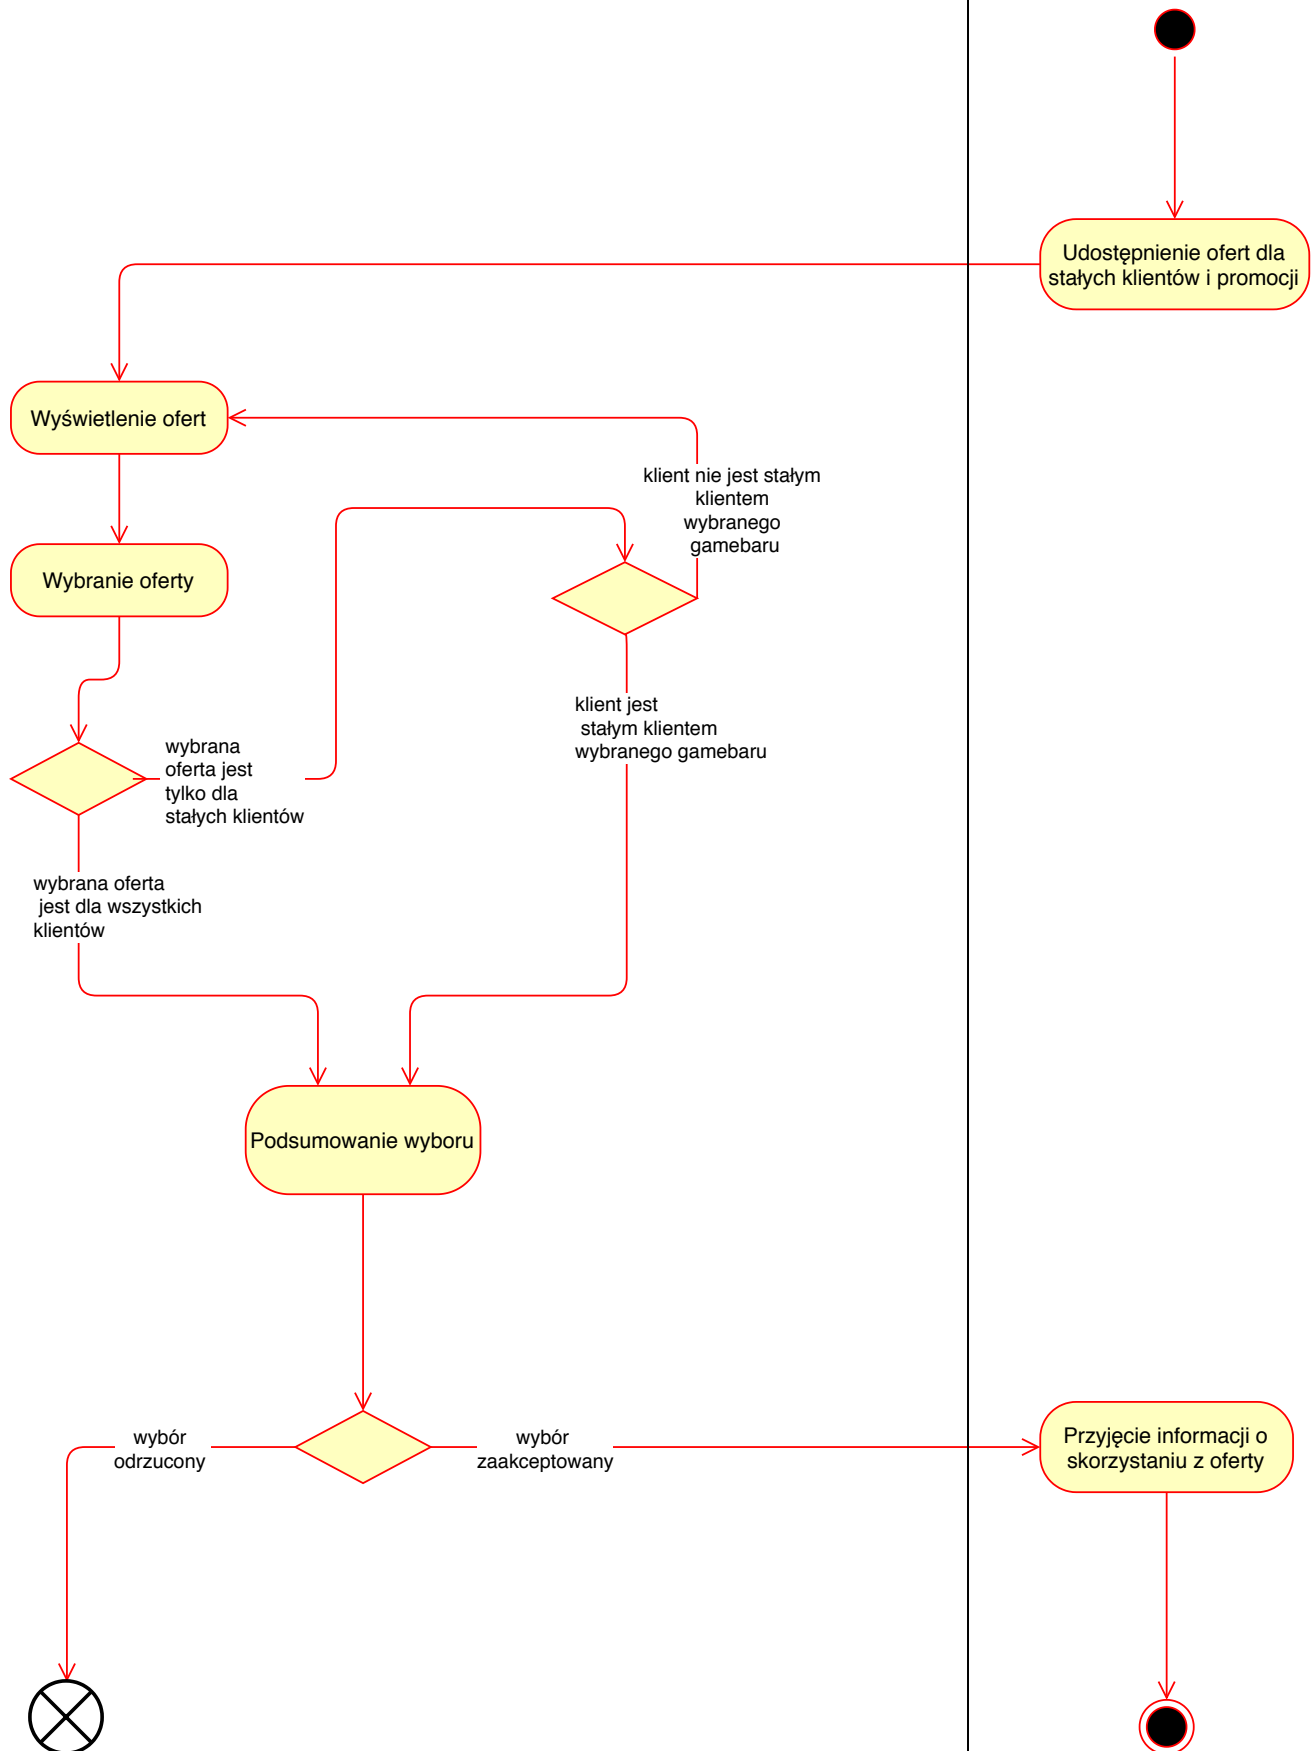 Udostępnienie ofert dla
stałych klientów i promocji
Wyświetlenie ofert
klient nie jest stałym
klientem
wybranego
gamebaru
Wybranie oferty
klient jest
stałym klientem
wybranego gamebaru
wybrana
oferta jest
tylko dla
stałych klientów
wybrana oferta
jest dla wszystkich
klientów
Podsumowanie wyboru
wybór
odrzucony
wybór
zaakceptowany
Przyjęcie informacji o
skorzystaniu z oferty